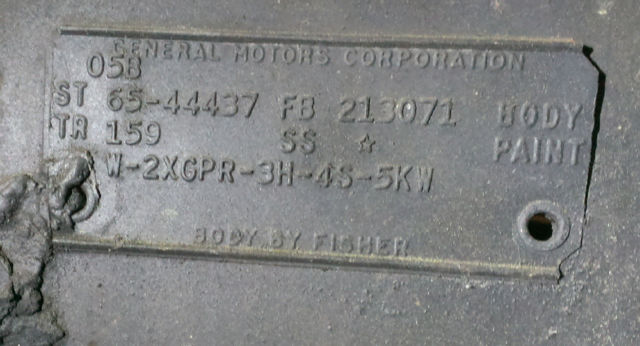 GENERAL MOTORS CORPORATION
05B
ST 65-44437 FB 213071 BODY
TR 159 SS ☆ PAINT
W-2XGPR-3H-4S-5KW
BODY BY FISHER